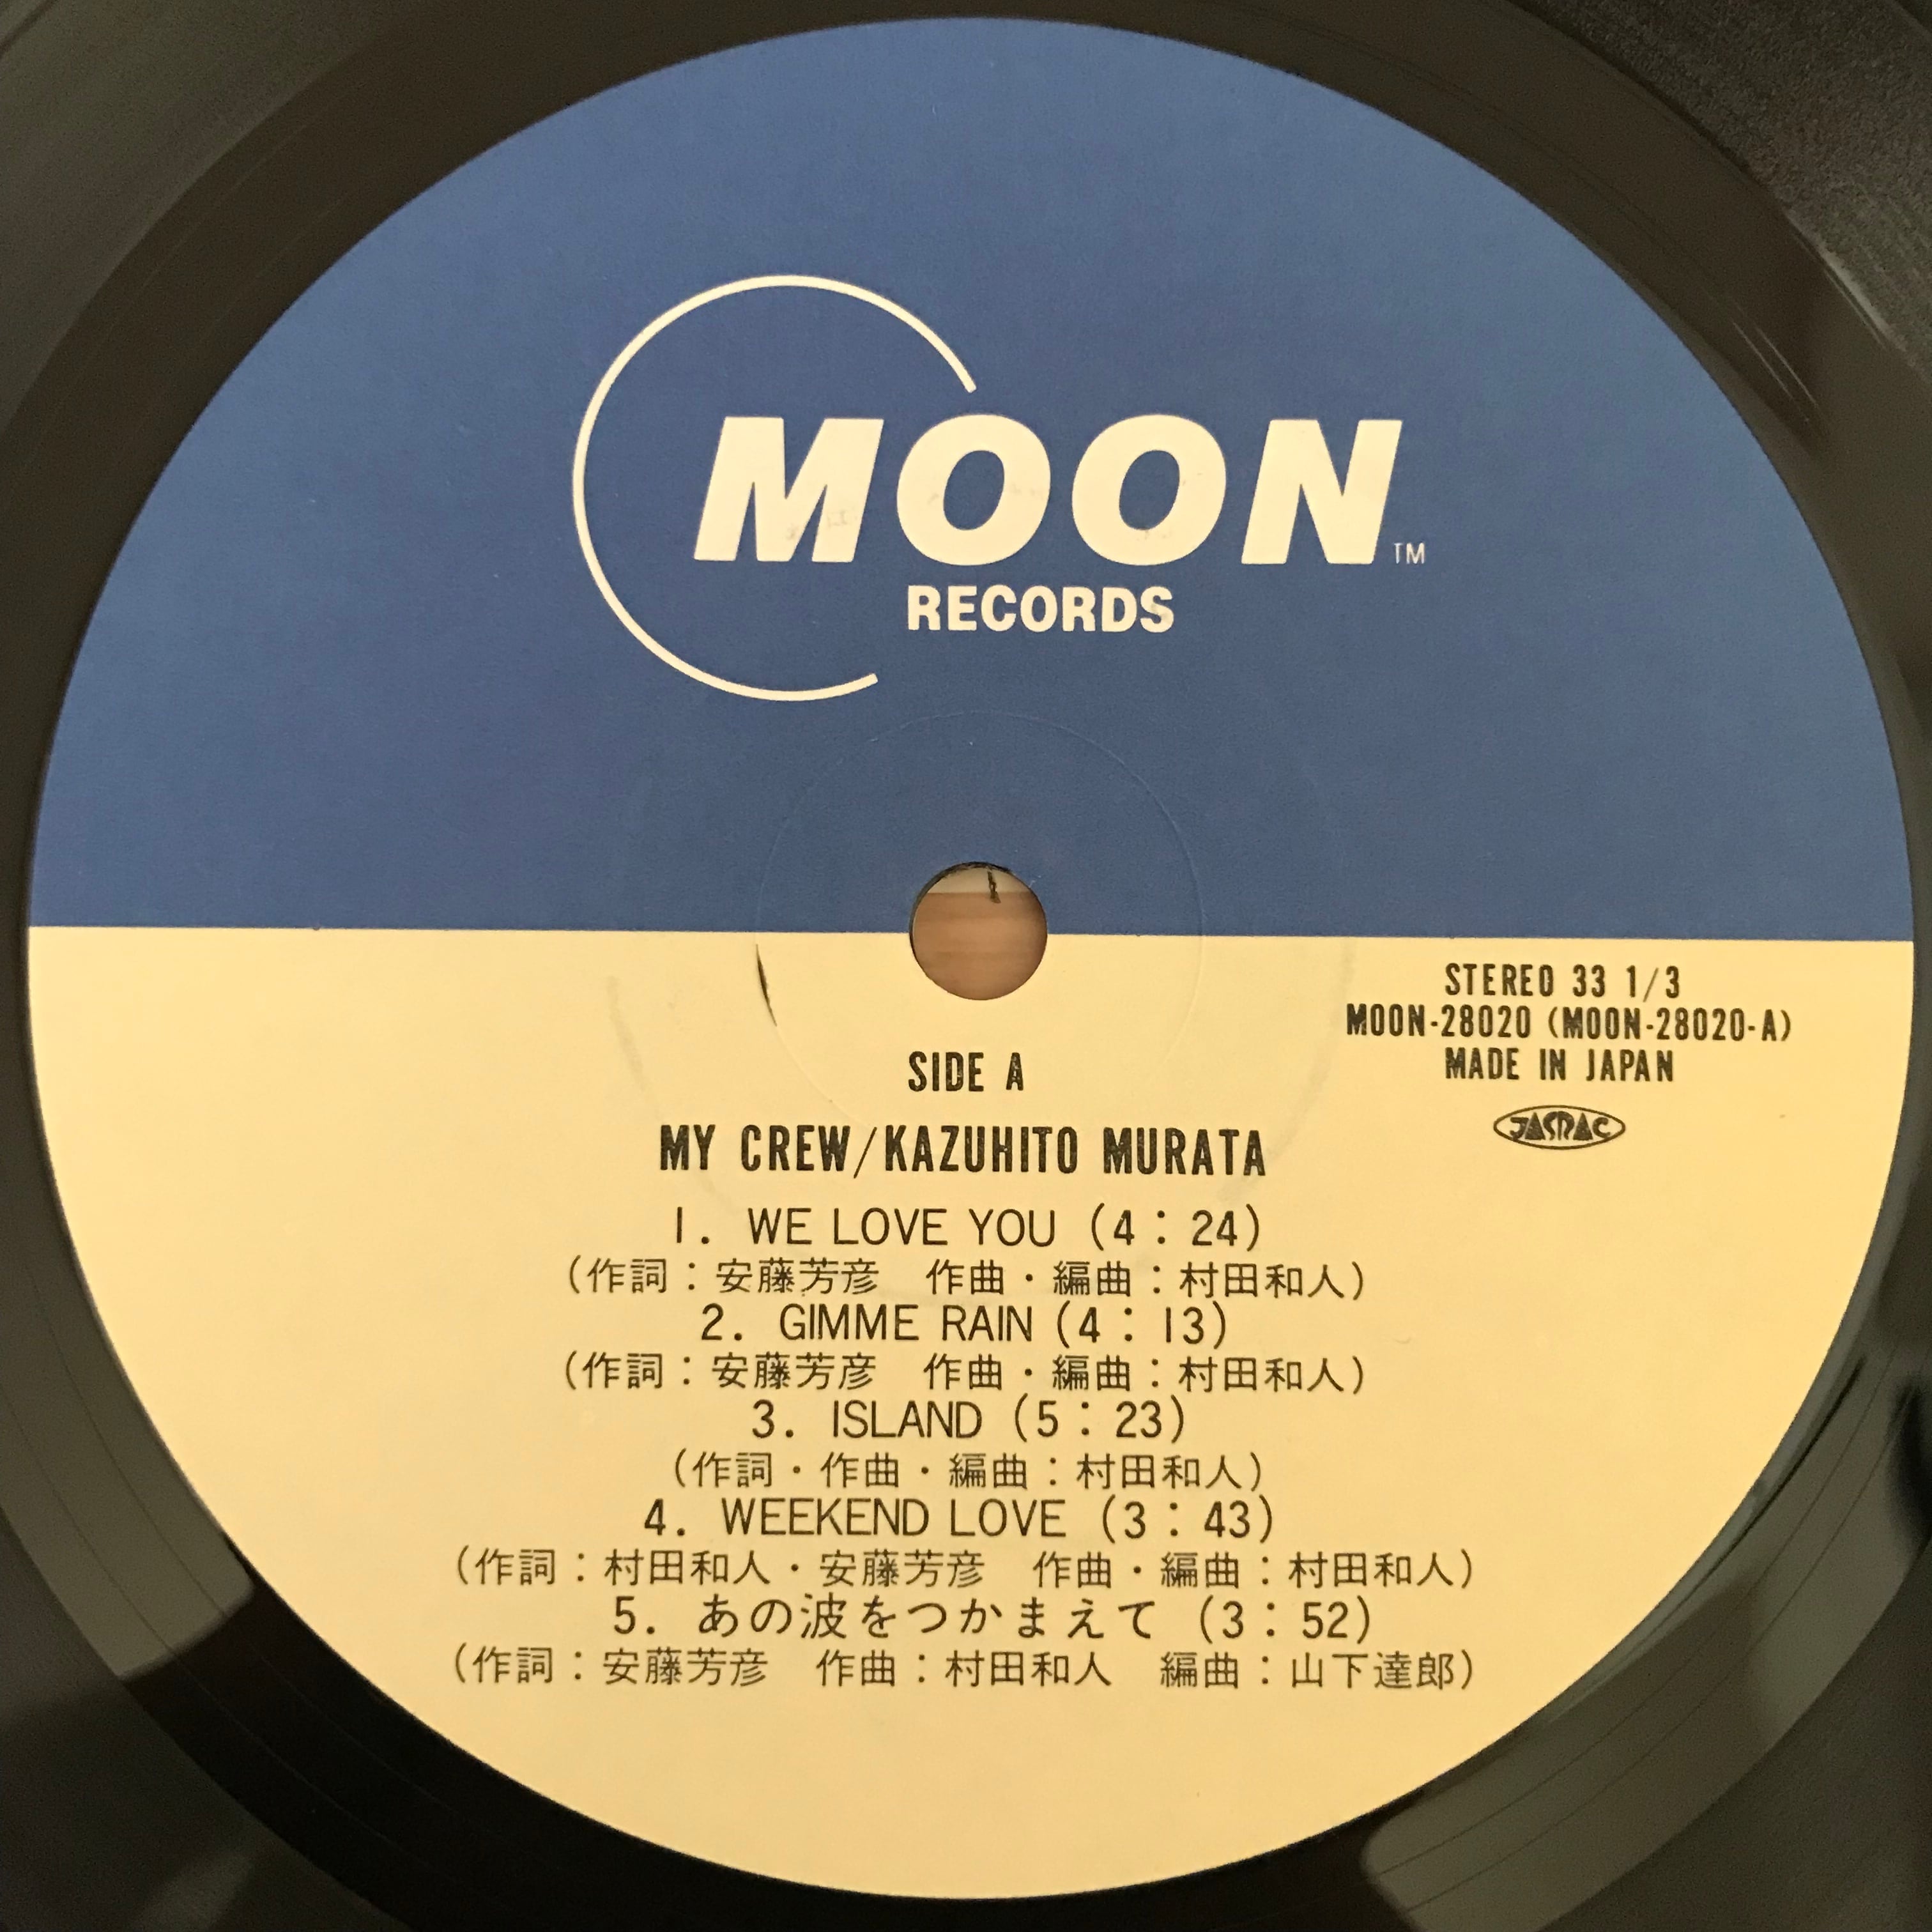 MOON
TM
RECORDS
STEREO 33 1/3
MOON-28020 (MOON-28020-A)
MADE IN JAPAN
JASRAC
SIDE A
MY CREW/KAZUHITO MURATA
1. WE LOVE YOU (4:24)
(作詞:安藤芳彦 作曲・編曲:村田和人)
2. GIMME RAIN (4:13)
(作詞:安藤芳彦 作曲・編曲:村田和人)
3. ISLAND (5:23)
(作詞・作曲・編曲:村田和人)
4. WEEKEND LOVE (3:43)
(作詞:村田和人・安藤芳彦 作曲・編曲:村田和人)
5. あの波をつかまえて (3:52)
(作詞:安藤芳彦 作曲:村田和人 編曲:山下達郎)